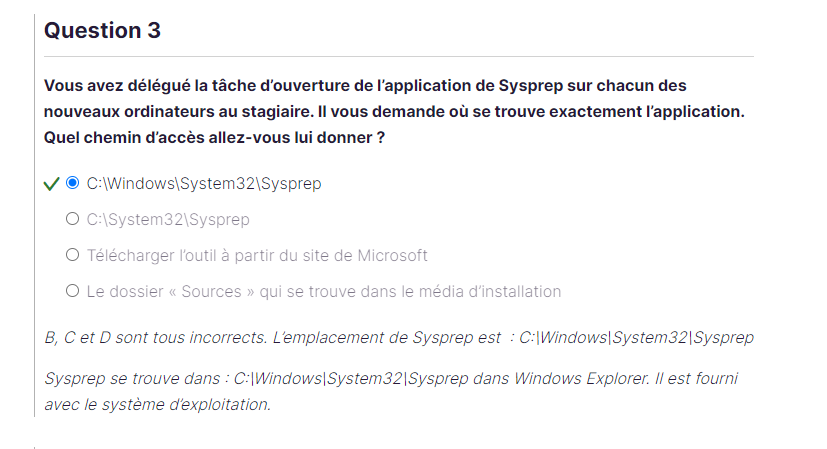 Question 3
Vous avez délégué la tâche d’ouverture de l’application de Sysprep sur chacun des
nouveaux ordinateurs au stagiaire. Il vous demande où se trouve exactement l’application.
Quel chemin d’accès allez-vous lui donner ?
C:\Windows\System32\Sysprep
C:\System32\Sysprep
Télécharger l’outil à partir du site de Microsoft
Le dossier « Sources » qui se trouve dans le média d’installation
B, C et D sont tous incorrects. L’emplacement de Sysprep est : C:\Windows\System32\Sysprep
Sysprep se trouve dans : C:\Windows\System32\Sysprep dans Windows Explorer. Il est fourni
avec le système d’exploitation.